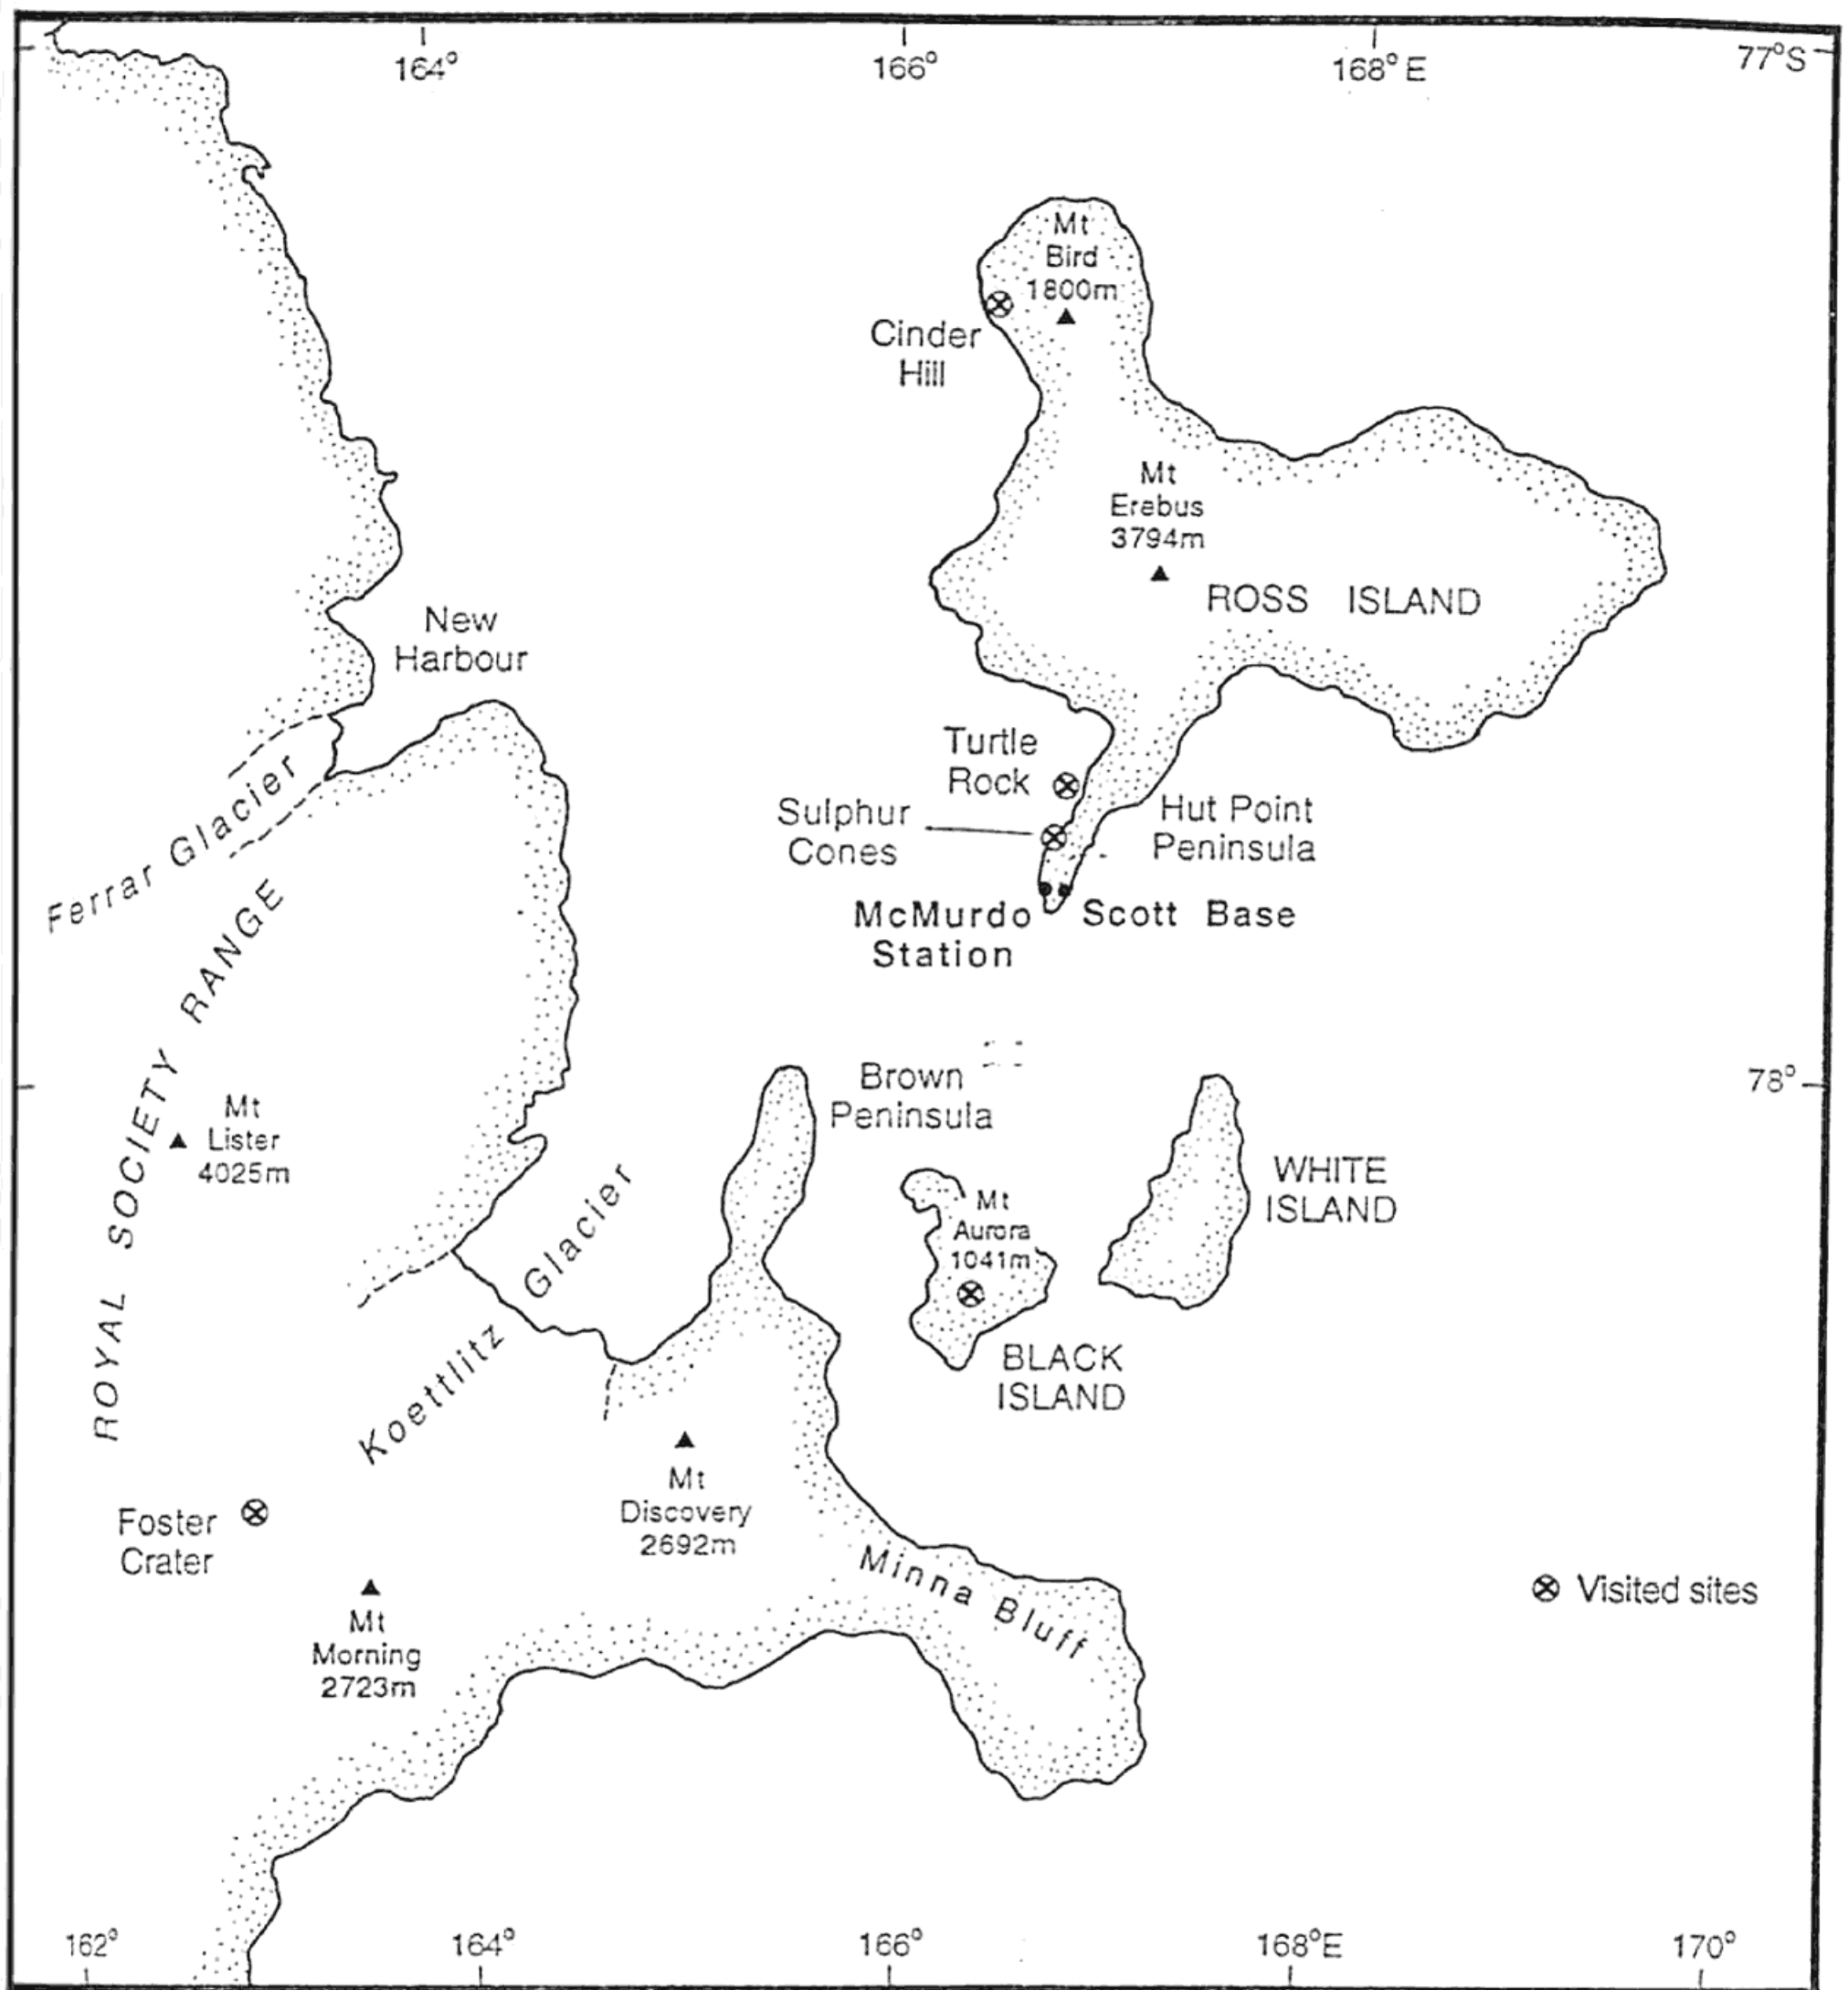 164°
166°
168° E
77°S
Mt
Bird
1800m
Cinder
Hill
Mt
Erebus
3794m
ROSS ISLAND
New
Harbour
Turtle
Rock
Sulphur
Cones
Hut Point
Peninsula
Ferrar Glacier
McMurdo
Station
Scott Base
ROYAL SOCIETY RANGE
Brown
Peninsula
78°
Mt
Lister
4025m
WHITE
ISLAND
Mt
Aurora
1041m
Koettlitz Glacier
BLACK
ISLAND
Mt
Discovery
2692m
Foster
Crater
Minna Bluff
Visited sites
Mt
Morning
2723m
162°
164°
166°
168°E
170°